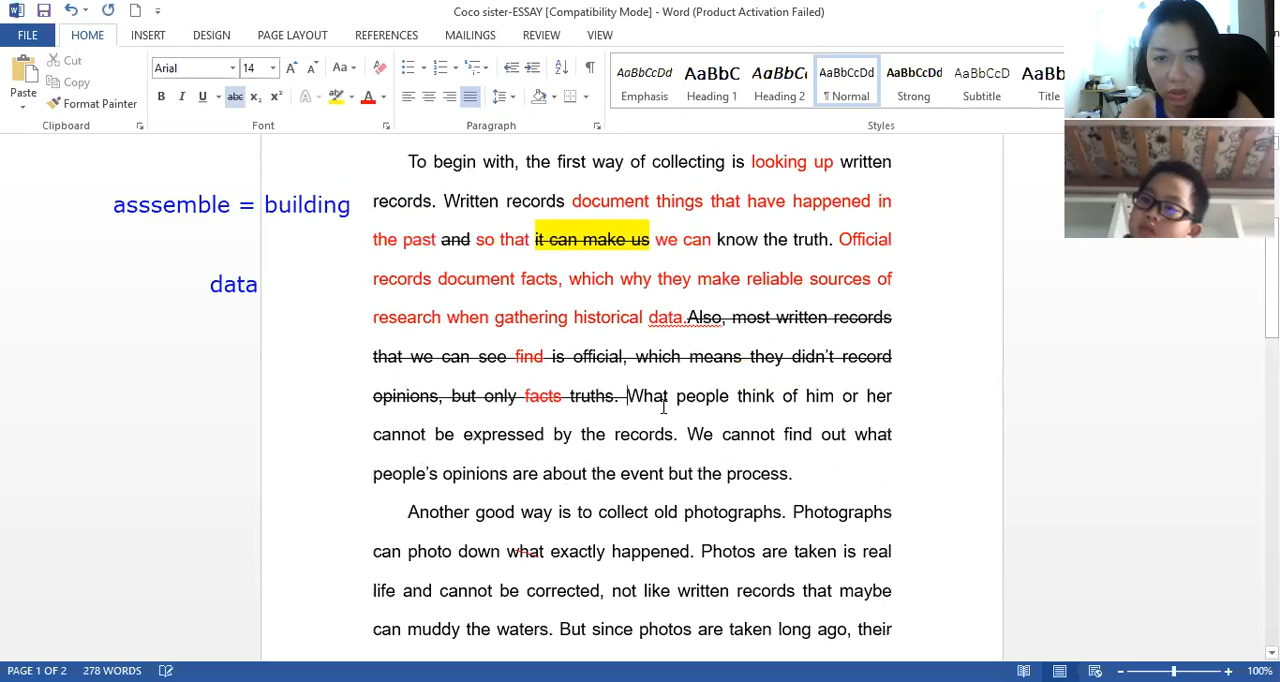 Coco sister-ESSAY [Compatibility Mode] - Word (Product Activation Failed)
FILE HOME INSERT DESIGN PAGE LAYOUT REFERENCES MAILINGS REVIEW VIEW
Paste
Cut
Copy
Format Painter
Clipboard
Arial 14
Font
Paragraph
AaBbCcDd Emphasis
AaBbC Heading 1
AaBbCc Heading 2
AaBbCcDd ¶ Normal
AaBbCcDd Strong
AaBbCcDd Subtitle
AaBb Title
Styles
asssemble = building
data
To begin with, the first way of collecting is looking up written
records. Written records document things that have happened in
the past and so that it can make us we can know the truth. Official
records document facts, which why they make reliable sources of
research when gathering historical data.Also, most written records
that we can see find is official, which means they didn't record
opinions, but only facts truths. What people think of him or her
cannot be expressed by the records. We cannot find out what
people's opinions are about the event but the process.
Another good way is to collect old photographs. Photographs
can photo down what exactly happened. Photos are taken is real
life and cannot be corrected, not like written records that maybe
can muddy the waters. But since photos are taken long ago, their
PAGE 1 OF 2 278 WORDS 100%